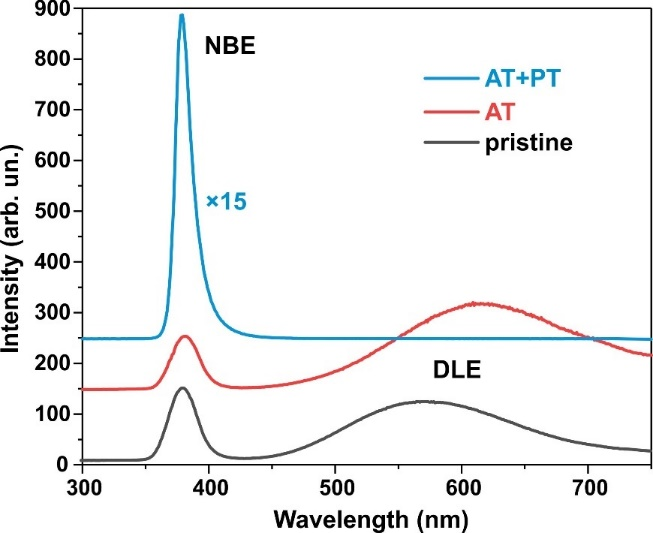 900
800
700
600
500
400
300
200
100
0
Intensity (arb. un.)
NBE
×15
AT+PT
AT
pristine
DLE
300 400 500 600 700
Wavelength (nm)